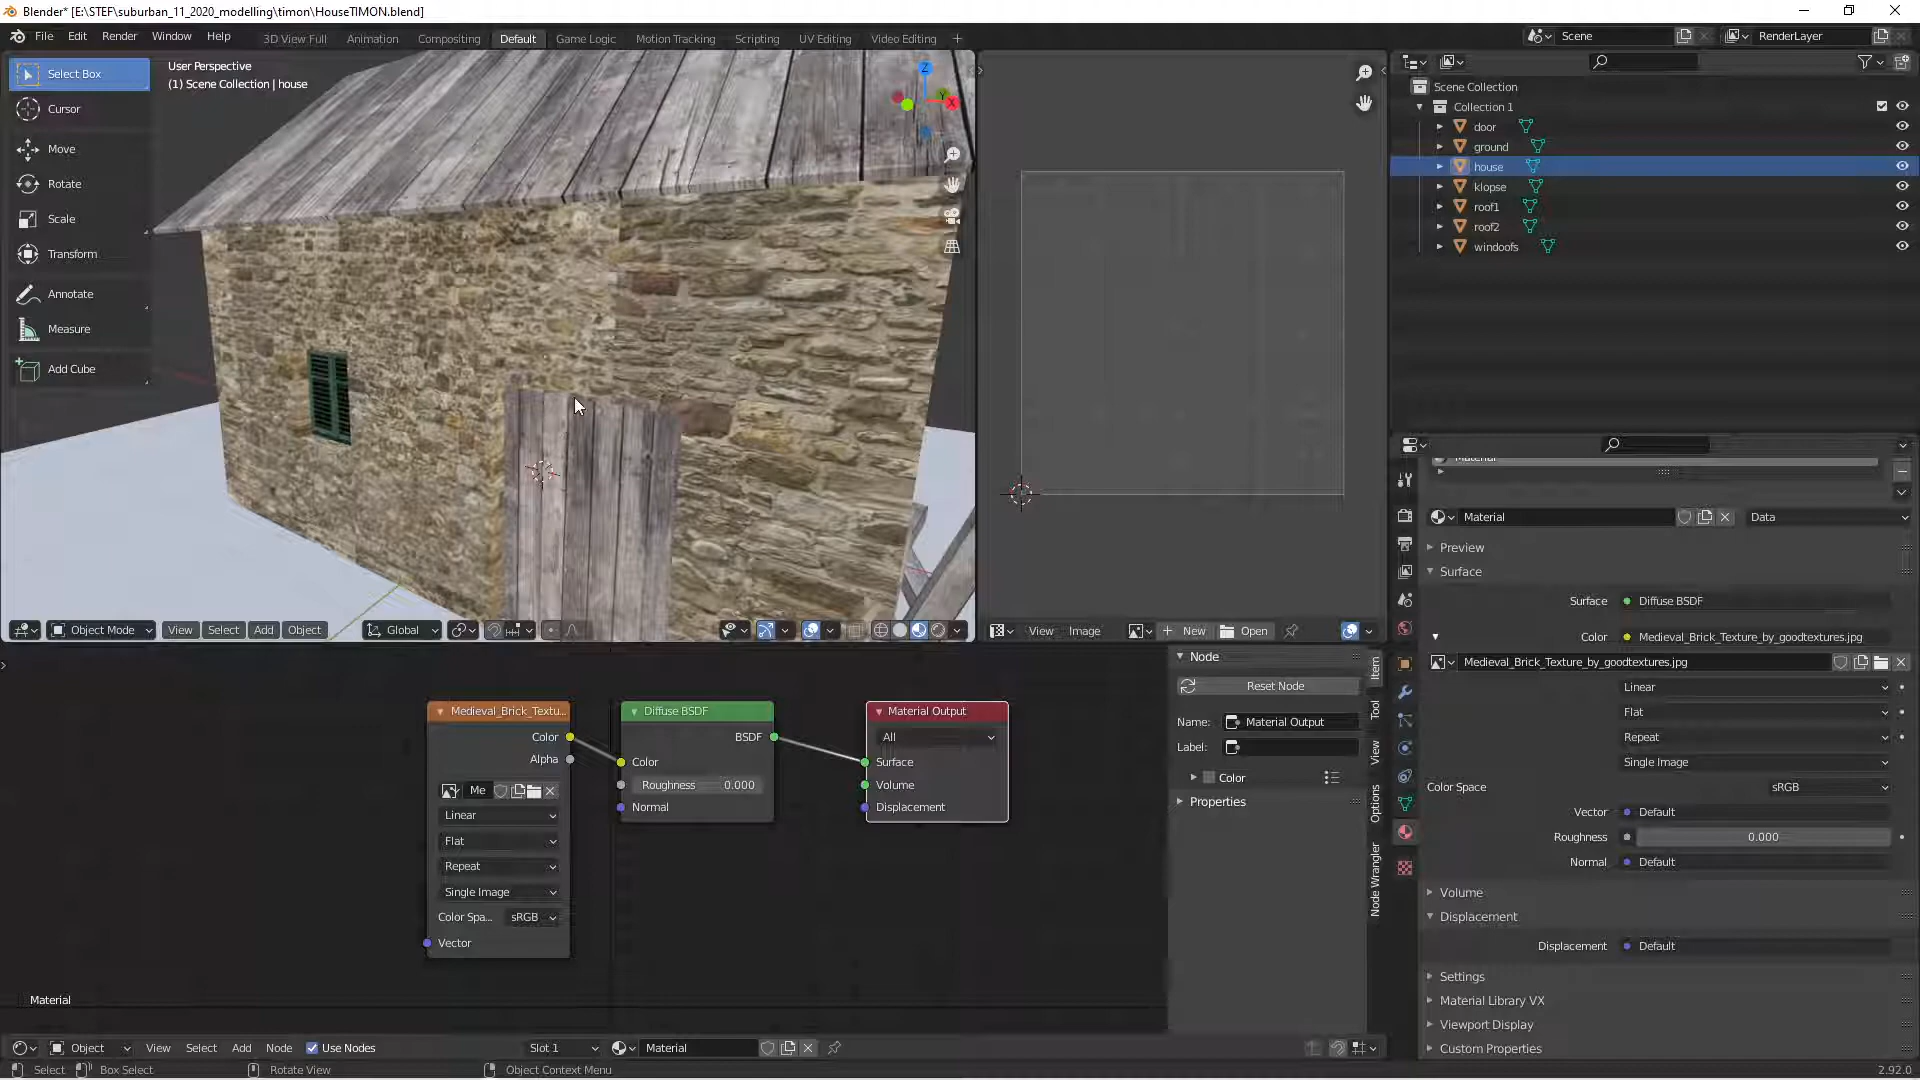 Blender* [E:\STEF\suburban_11_2020_modelling\timon\HouseTIMON.blend]
File Edit Render Window Help 3D View Full Animation Compositing Default Game Logic Motion Tracking Scripting UV Editing Video Editing Scene RenderLayer
Select Box
Cursor
Move
Rotate
Scale
Transform
Annotate
Measure
Add Cube
User Perspective
(1) Scene Collection | house
Z
Y
X
Object Mode View Select Add Object Global
View Image New Open
Scene Collection
Collection 1
door
ground
house
klopse
roof1
roof2
windoofs
Material Data
Preview
Surface
Surface Diffuse BSDF
Color Medieval_Brick_Texture_by_goodtextures.jpg
Medieval_Brick_Texture_by_goodtextures.jpg
Linear
Flat
Repeat
Single Image
Color Space sRGB
Vector Default
Roughness 0.000
Normal Default
Volume
Displacement
Displacement Default
Settings
Material Library VX
Viewport Display
Custom Properties
Medieval_Brick_Textu...
Color
Alpha
Me
Linear
Flat
Repeat
Single Image
Color Spa... sRGB
Vector
Diffuse BSDF
BSDF
Color
Roughness 0.000
Normal
Material Output
All
Surface
Volume
Displacement
Node
Reset Node
Name: Material Output
Label:
Color
Properties
Item
Tool
View
Options
Node Wrangler
Material
Object View Select Add Node Use Nodes Slot 1 Material
Select Box Select Rotate View Object Context Menu 2.92.0